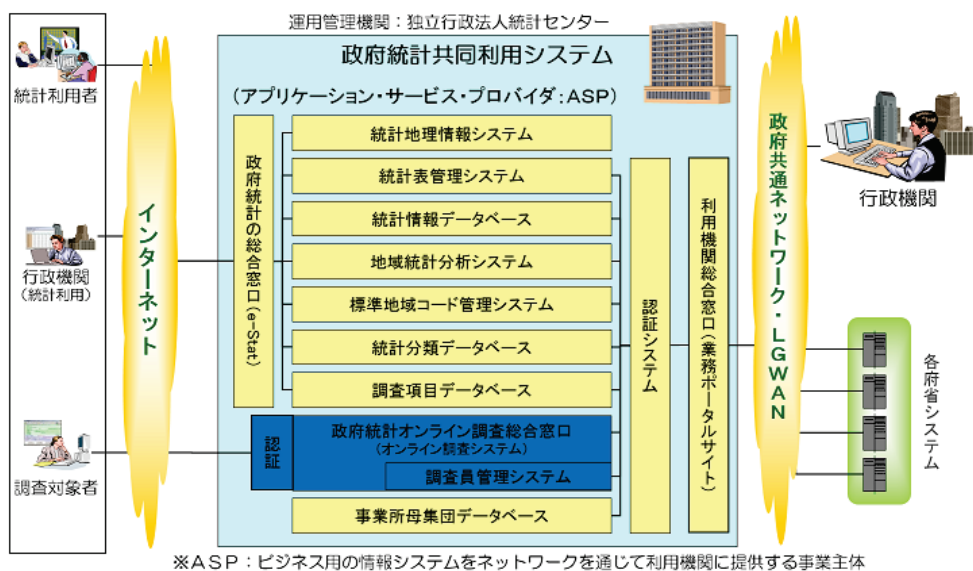 運用管理機関：独立行政法人統計センター
政府統計共同利用システム
（アプリケーション・サービス・プロバイダ：ASP）
統計利用者
行政機関
（統計利用）
調査対象者
インターネット
政府統計の総合窓口（e-Stat）
統計地理情報システム
統計表管理システム
統計情報データベース
地域統計分析システム
標準地域コード管理システム
統計分類データベース
調査項目データベース
認証
政府統計オンライン調査総合窓口
（オンライン調査システム）
調査員管理システム
事業所母集団データベース
認証システム
利用機関総合窓口（業務ポータルサイト）
政府共通ネットワーク・LGWAN
行政機関
各府省システム
※ASP：ビジネス用の情報システムをネットワークを通じて利用機関に提供する事業主体